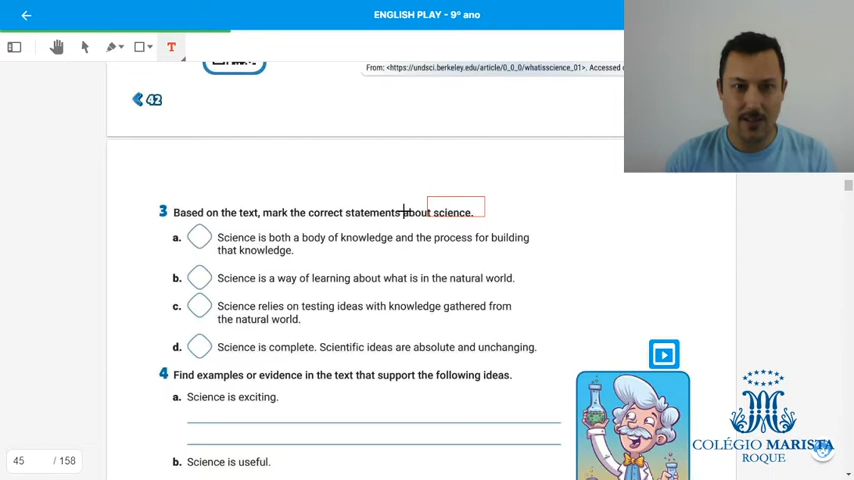 ENGLISH PLAY - 9º ano
T
From: <https://undsci.berkeley.edu/article/0_0_0/whatisscience_01>. Accessed
42
3 Based on the text, mark the correct statements about science.
a. Science is both a body of knowledge and the process for building
that knowledge.
b. Science is a way of learning about what is in the natural world.
c. Science relies on testing ideas with knowledge gathered from
the natural world.
d. Science is complete. Scientific ideas are absolute and unchanging.
4 Find examples or evidence in the text that support the following ideas.
a. Science is exciting.
COLÉGIO MARISTA
ROQUE
45 / 158
b. Science is useful.